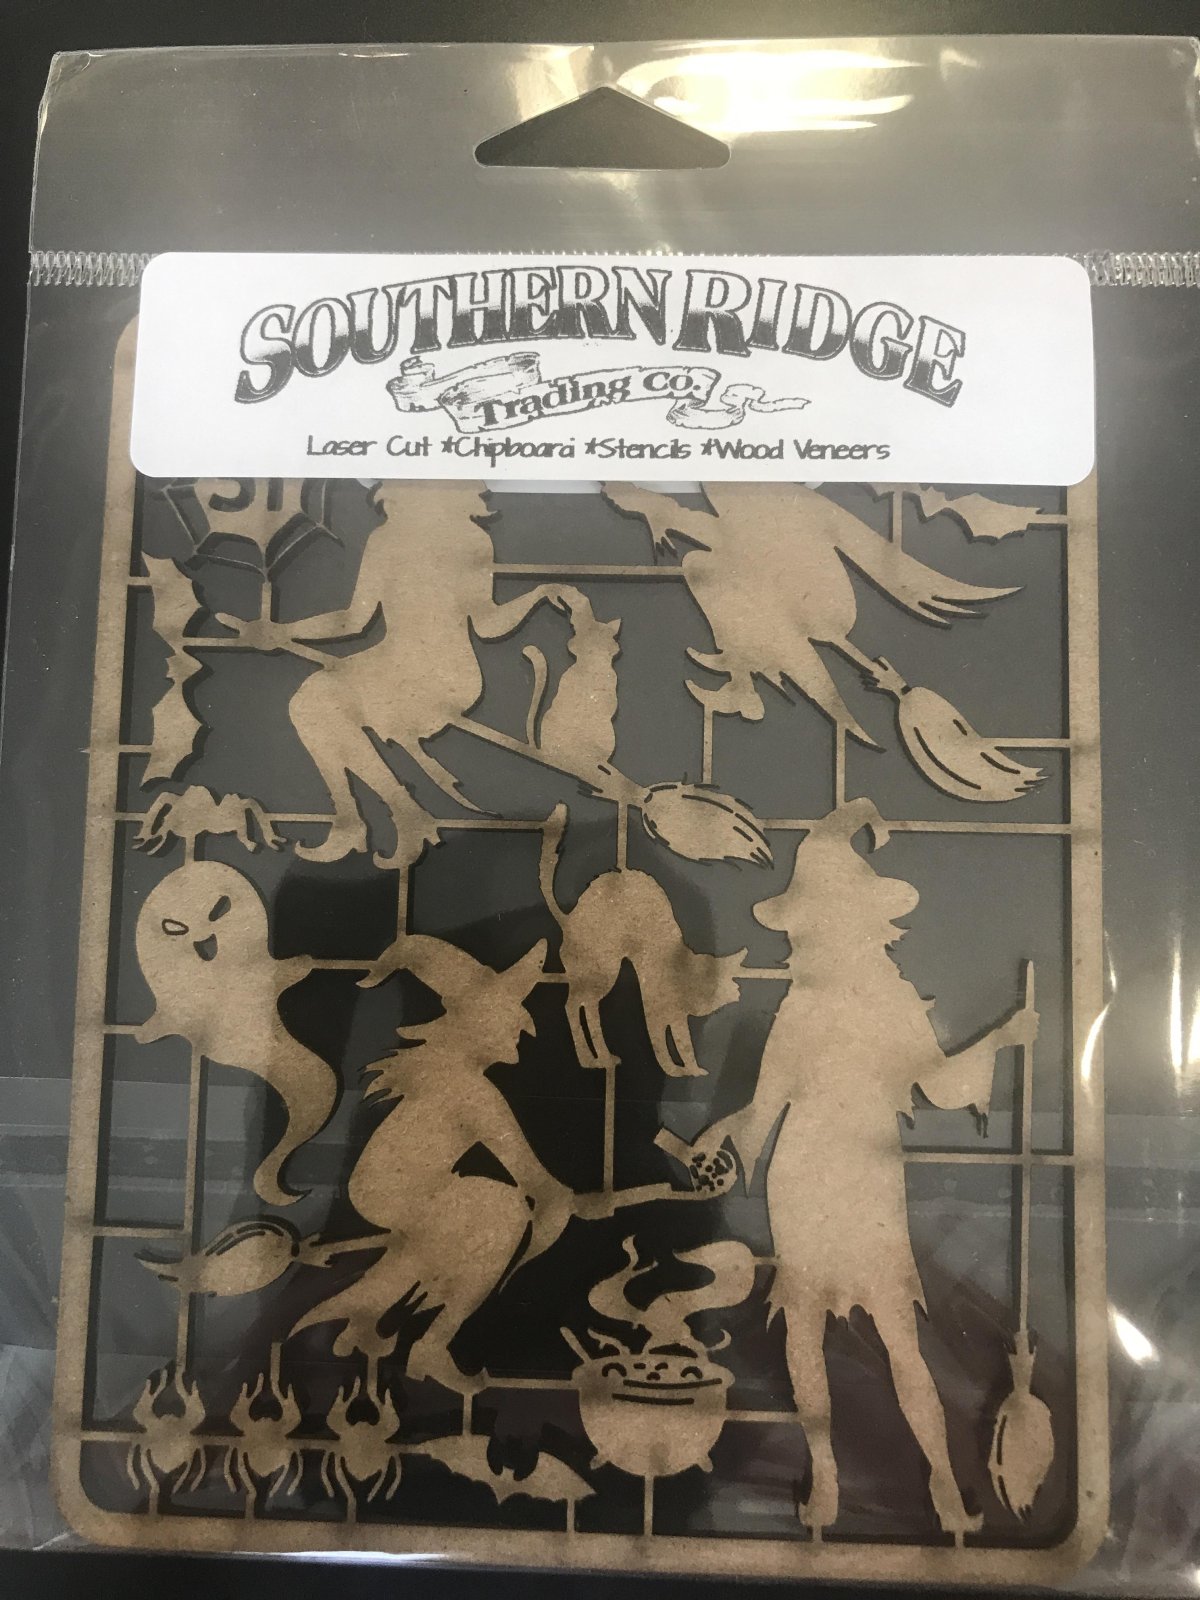 SOUTHERN RIDGE
Trading Co.
Laser Cut *Chipboard *Stencils *Wood Veneers